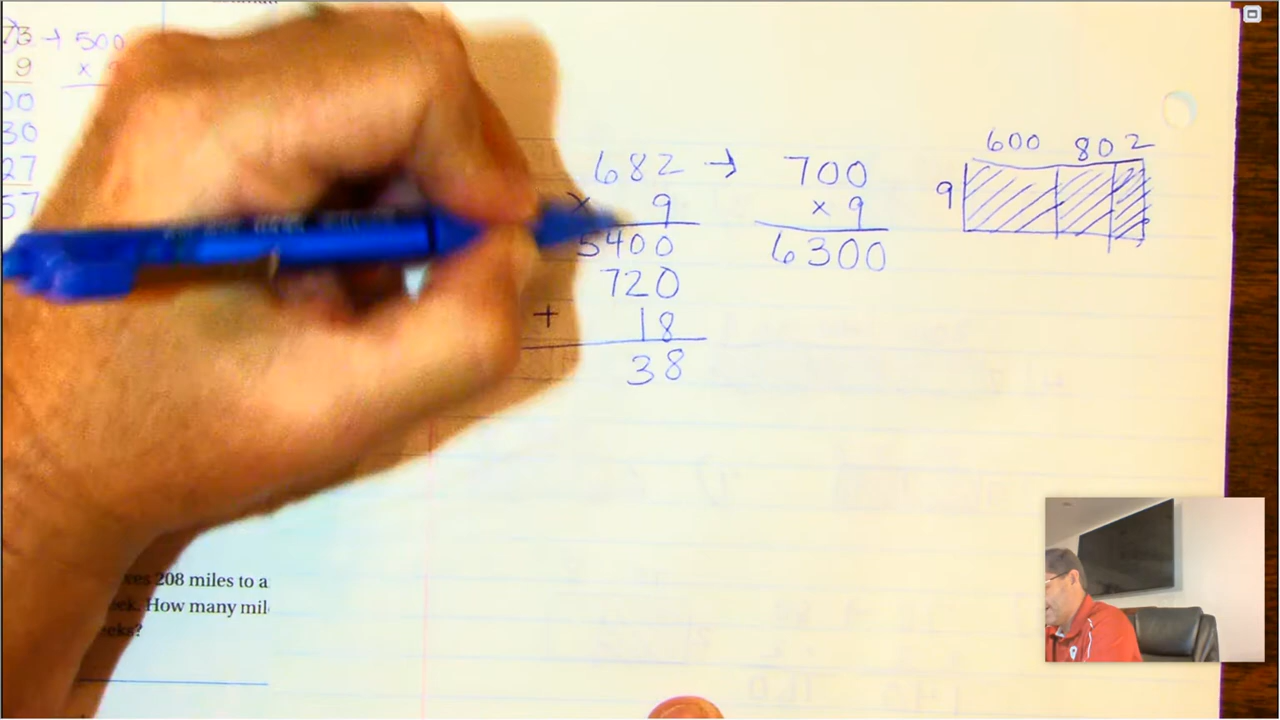 73 → 500
9 ×
00
30
27
57
682 → 700
× 9 × 9
5400 6300
720
+ 18
38
600 80 2
9
208 miles to a
How many mil